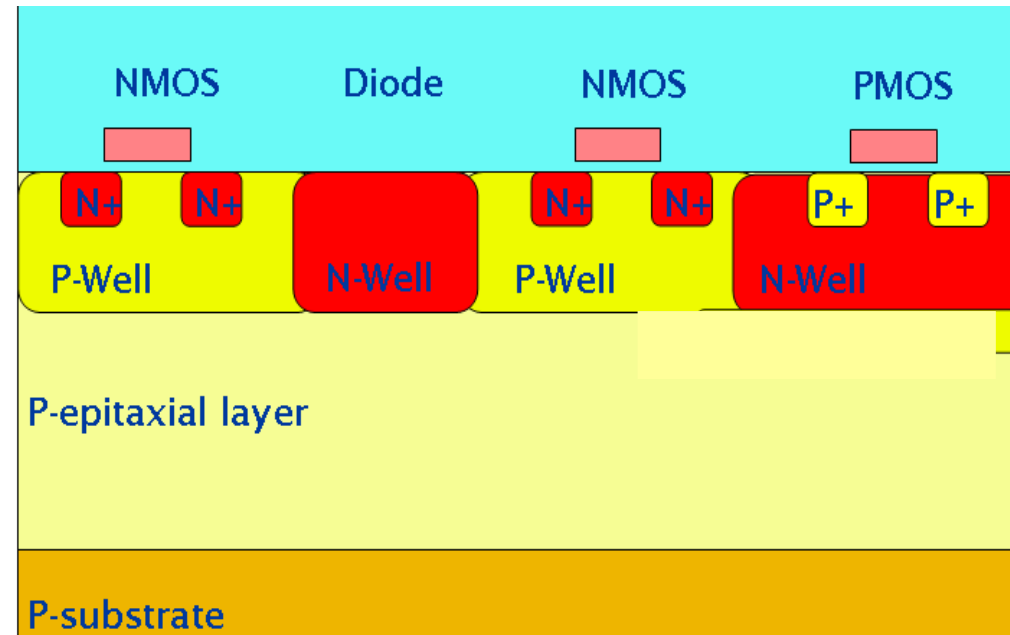 NMOS Diode NMOS PMOS
N+ N+ N+ N+ P+ P+
P-Well N-Well P-Well N-Well
P-epitaxial layer
P-substrate